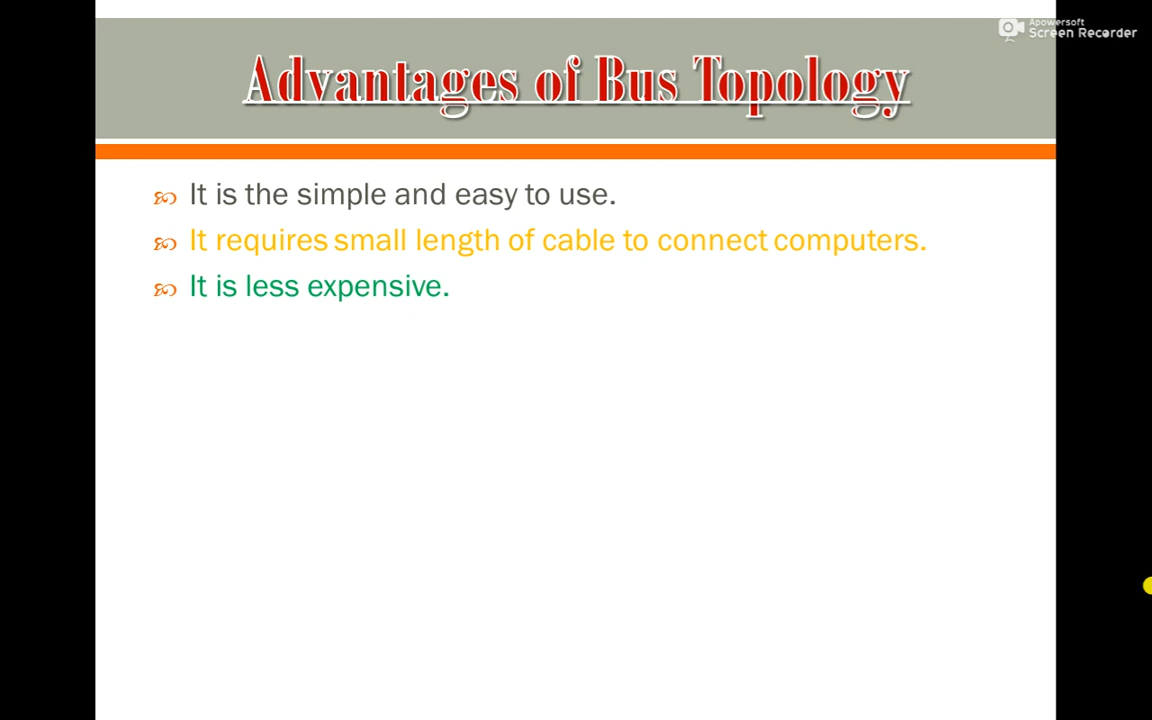 Apowersoft
Screen Recorder
Advantages of Bus Topology
It is the simple and easy to use.
It requires small length of cable to connect computers.
It is less expensive.